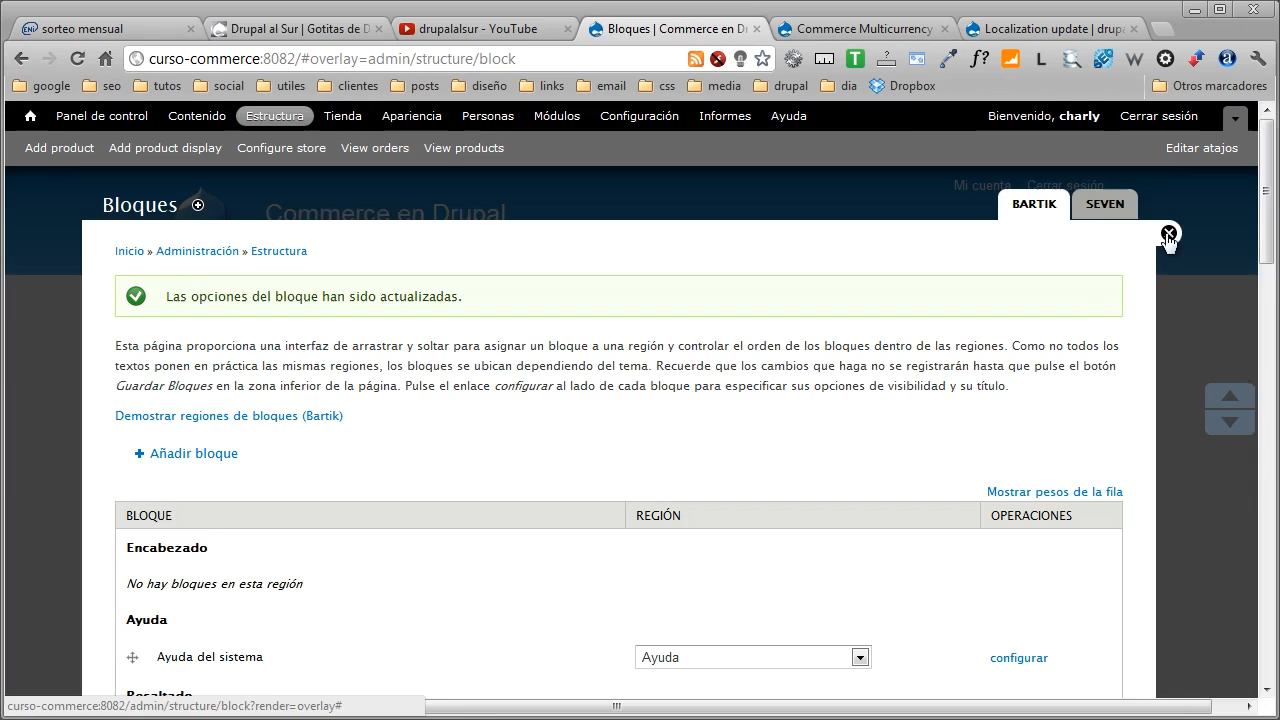 sorteo mensual
Drupal al Sur | Gotitas de D
drupalalsur - YouTube
Bloques | Commerce en Dr
Commerce Multicurrency
Localization update | drupa
curso-commerce:8082/#overlay=admin/structure/block
google seo tutos social utiles clientes posts diseño links email css media drupal dia Dropbox Otros marcadores
Panel de control Contenido Estructura Tienda Apariencia Personas Módulos Configuración Informes Ayuda Bienvenido, charly Cerrar sesión
Add product Add product display Configure store View orders View products Editar atajos
Mi cuenta Cerrar sesión
Bloques
Commerce en Drupal
BARTIK SEVEN
Inicio » Administración » Estructura
Las opciones del bloque han sido actualizadas.
Esta página proporciona una interfaz de arrastrar y soltar para asignar un bloque a una región y controlar el orden de los bloques dentro de las regiones. Como no todos los
textos ponen en práctica las mismas regiones, los bloques se ubican dependiendo del tema. Recuerde que los cambios que haga no se registrarán hasta que pulse el botón
Guardar Bloques en la zona inferior de la página. Pulse el enlace configurar al lado de cada bloque para especificar sus opciones de visibilidad y su título.
Demostrar regiones de bloques (Bartik)
Añadir bloque
Mostrar pesos de la fila
BLOQUE REGIÓN OPERACIONES
Encabezado
No hay bloques en esta región
Ayuda
Ayuda del sistema Ayuda configurar
Resaltado
curso-commerce:8082/admin/structure/block?render=overlay#